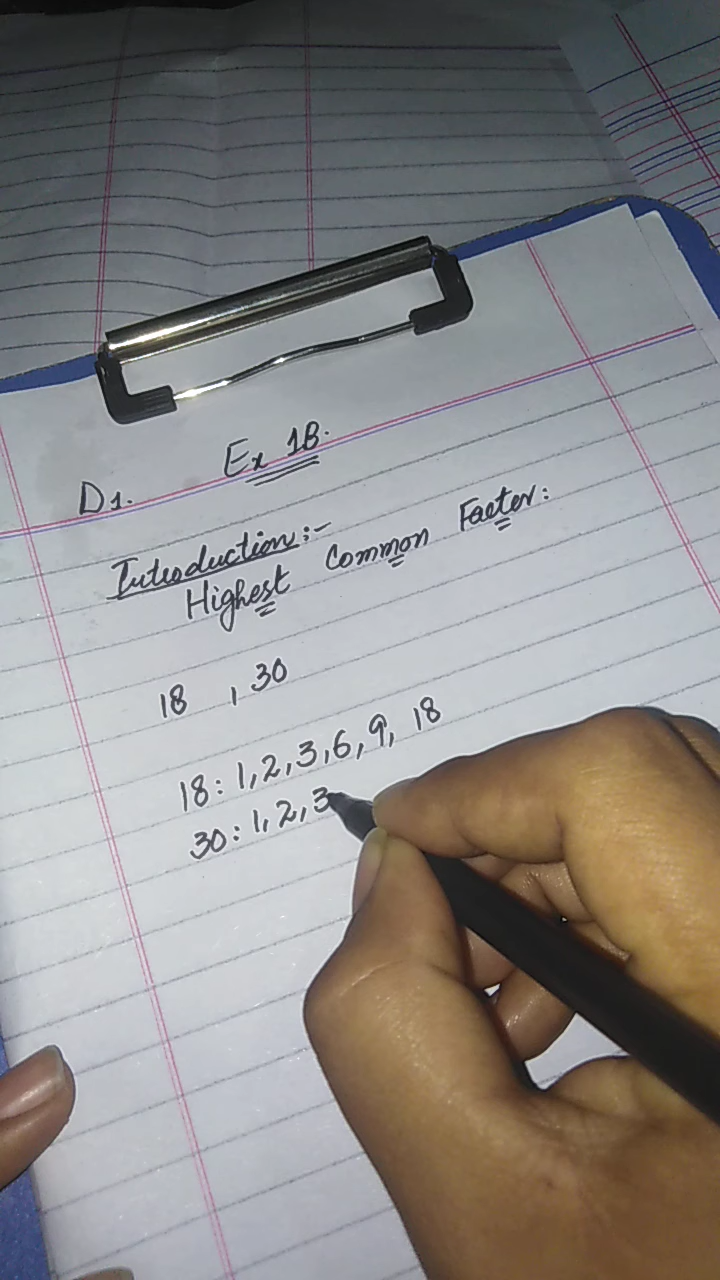 Ex 1B.
D1.
Introduction:-
Highest Common Factor:
18 , 30
18: 1, 2, 3, 6, 9, 18
30: 1, 2, 3